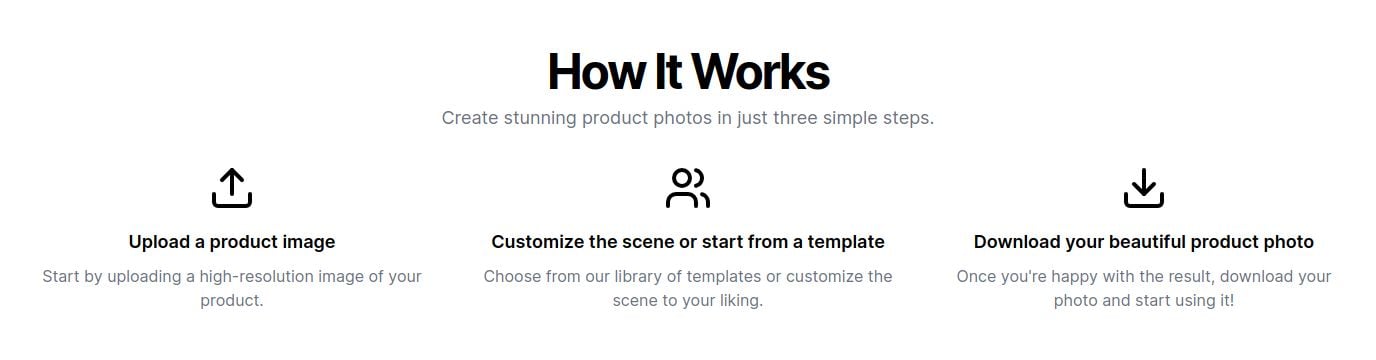 How It Works
Create stunning product photos in just three simple steps.
Upload a product image
Start by uploading a high-resolution image of your
product.
Customize the scene or start from a template
Choose from our library of templates or customize the
scene to your liking.
Download your beautiful product photo
Once you're happy with the result, download your
photo and start using it!